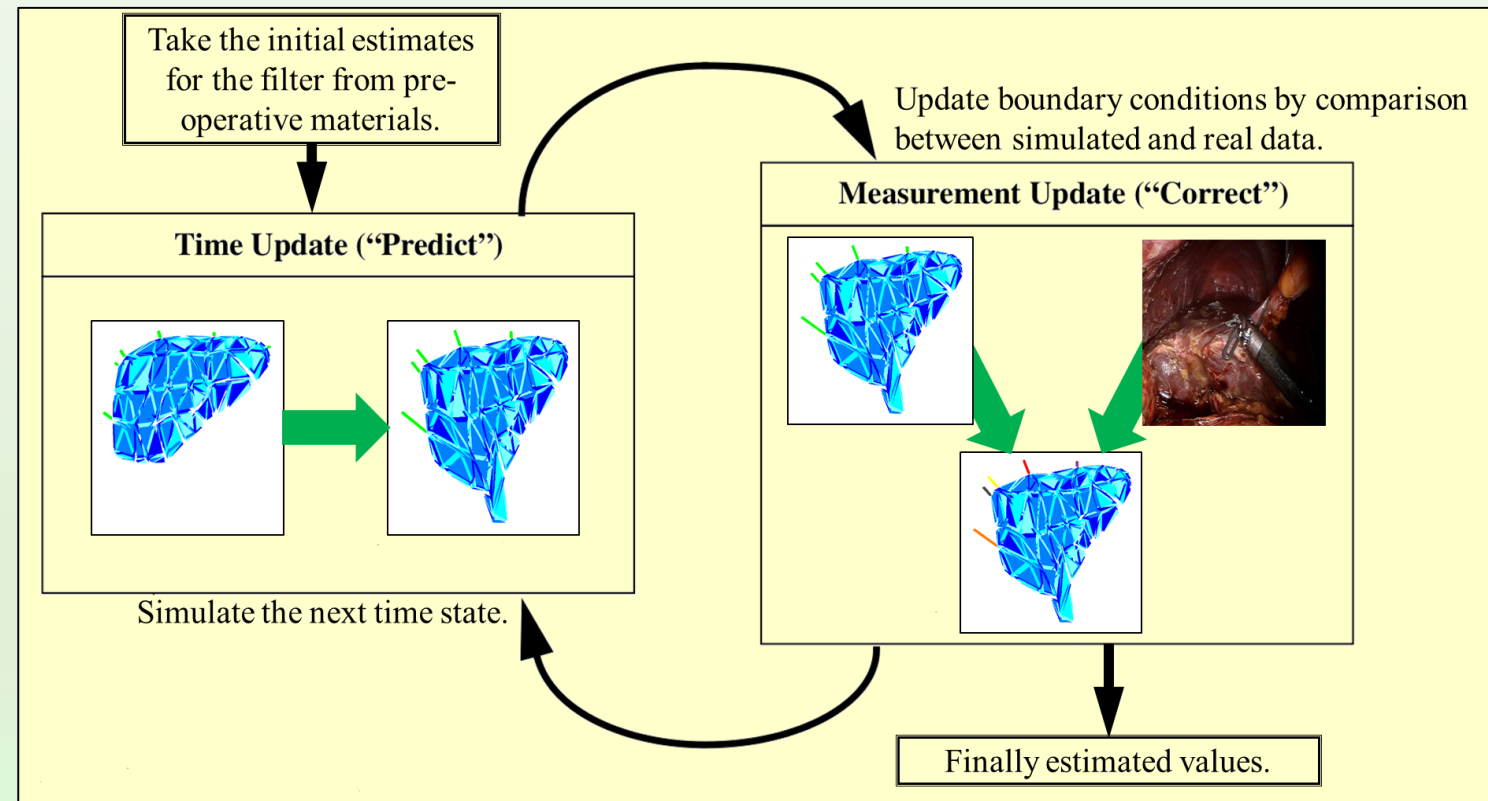 Take the initial estimates
for the filter from pre-
operative materials.
Update boundary conditions by comparison
between simulated and real data.
Measurement Update (“Correct”)
Time Update (“Predict”)
Simulate the next time state.
Finally estimated values.